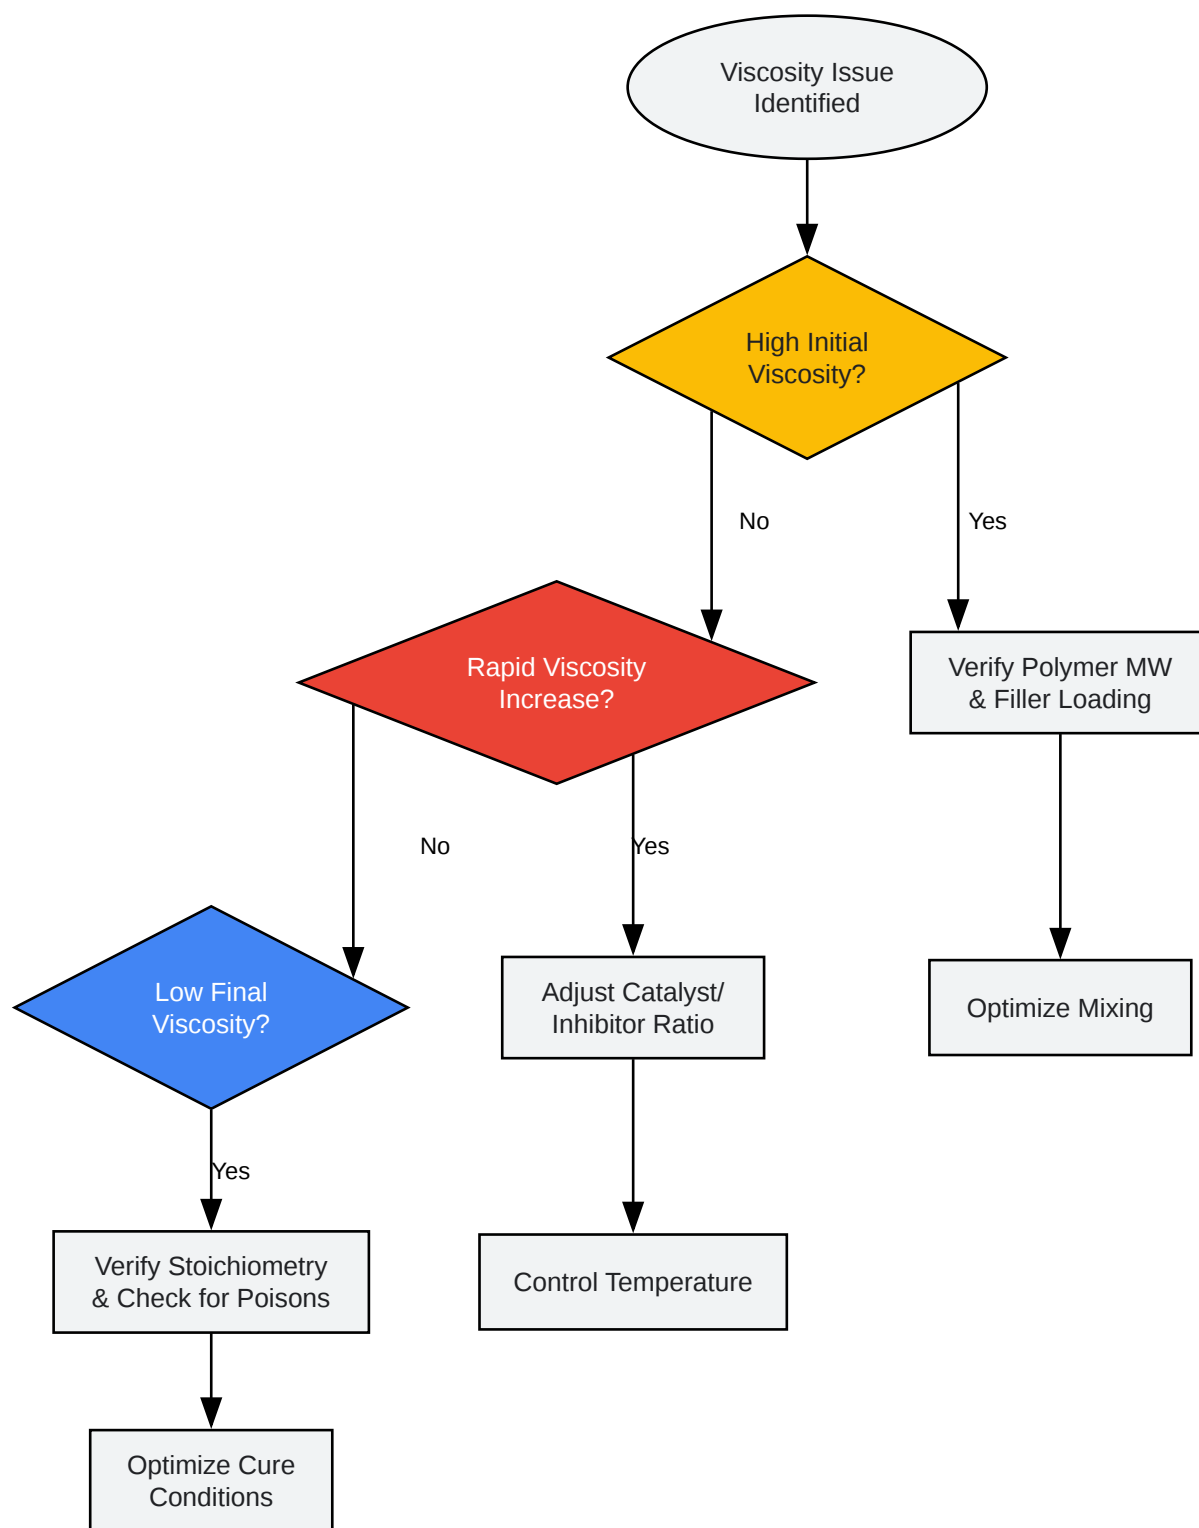 Viscosity Issue
Identified
High Initial
Viscosity?
No
Yes
Rapid Viscosity
Increase?
Verify Polymer MW
& Filler Loading
No
Yes
Low Final
Viscosity?
Adjust Catalyst/
Inhibitor Ratio
Optimize Mixing
Yes
Verify Stoichiometry
& Check for Poisons
Control Temperature
Optimize Cure
Conditions